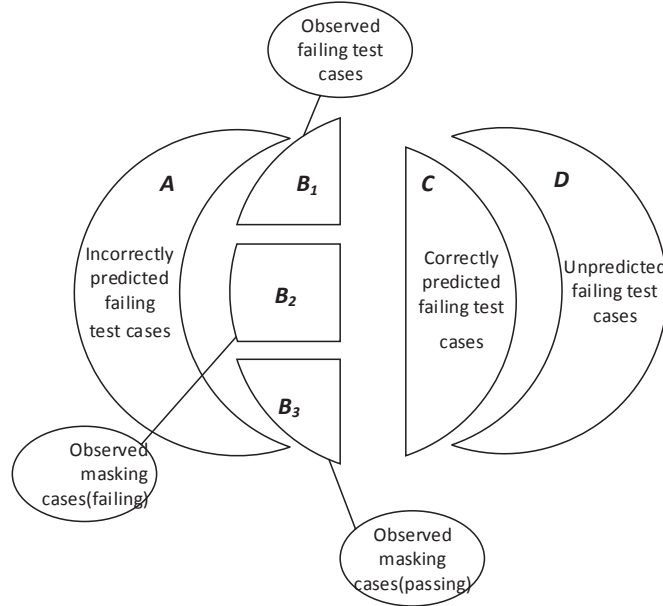 Observed
failing test
cases
A
Incorrectly
predicted
failing
test cases
B₁
B₂
B₃
C
Correctly
predicted
failing test
cases
D
Unpredicted
failing test
cases
Observed
masking
cases(failing)
Observed
masking
cases(passing)